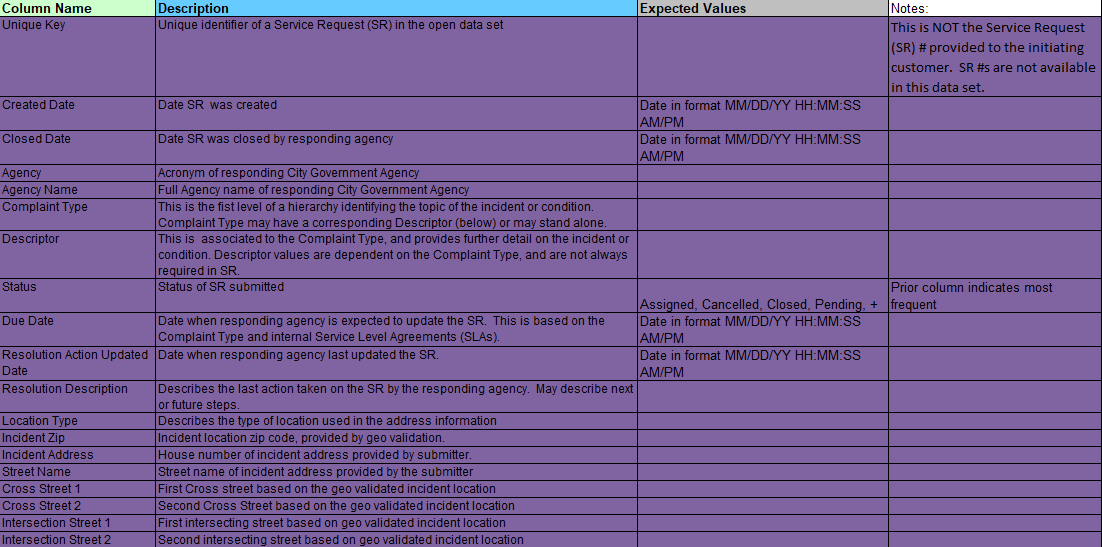 Column Name Description Expected Values Notes:
Unique Key Unique identifier of a Service Request (SR) in the open data set This is NOT the Service Request
(SR) # provided to the initiating
customer. SR #s are not available
in this data set.
Created Date Date SR was created Date in format MM/DD/YY HH:MM:SS
AM/PM
Closed Date Date SR was closed by responding agency Date in format MM/DD/YY HH:MM:SS
AM/PM
Agency Acronym of responding City Government Agency
Agency Name Full Agency name of responding City Government Agency
Complaint Type This is the fist level of a hierarchy identifying the topic of the incident or condition.
Complaint Type may have a corresponding Descriptor (below) or may stand alone.
Descriptor This is associated to the Complaint Type, and provides further detail on the incident or
condition. Descriptor values are dependent on the Complaint Type, and are not always
required in SR.
Status Status of SR submitted Prior column indicates most
Assigned, Cancelled, Closed, Pending, + frequent
Due Date Date when responding agency is expected to update the SR. This is based on the Date in format MM/DD/YY HH:MM:SS
Complaint Type and internal Service Level Agreements (SLAs). AM/PM
Resolution Action Updated Date when responding agency last updated the SR. Date in format MM/DD/YY HH:MM:SS
Date AM/PM
Resolution Description Describes the last action taken on the SR by the responding agency. May describe next
or future steps.
Location Type Describes the type of location used in the address information
Incident Zip Incident location zip code, provided by geo validation.
Incident Address House number of incident address provided by submitter.
Street Name Street name of incident address provided by the submitter
Cross Street 1 First Cross street based on the geo validated incident location
Cross Street 2 Second Cross Street based on the geo validated incident location
Intersection Street 1 First intersecting street based on geo validated incident location
Intersection Street 2 Second intersecting street based on geo validated incident location